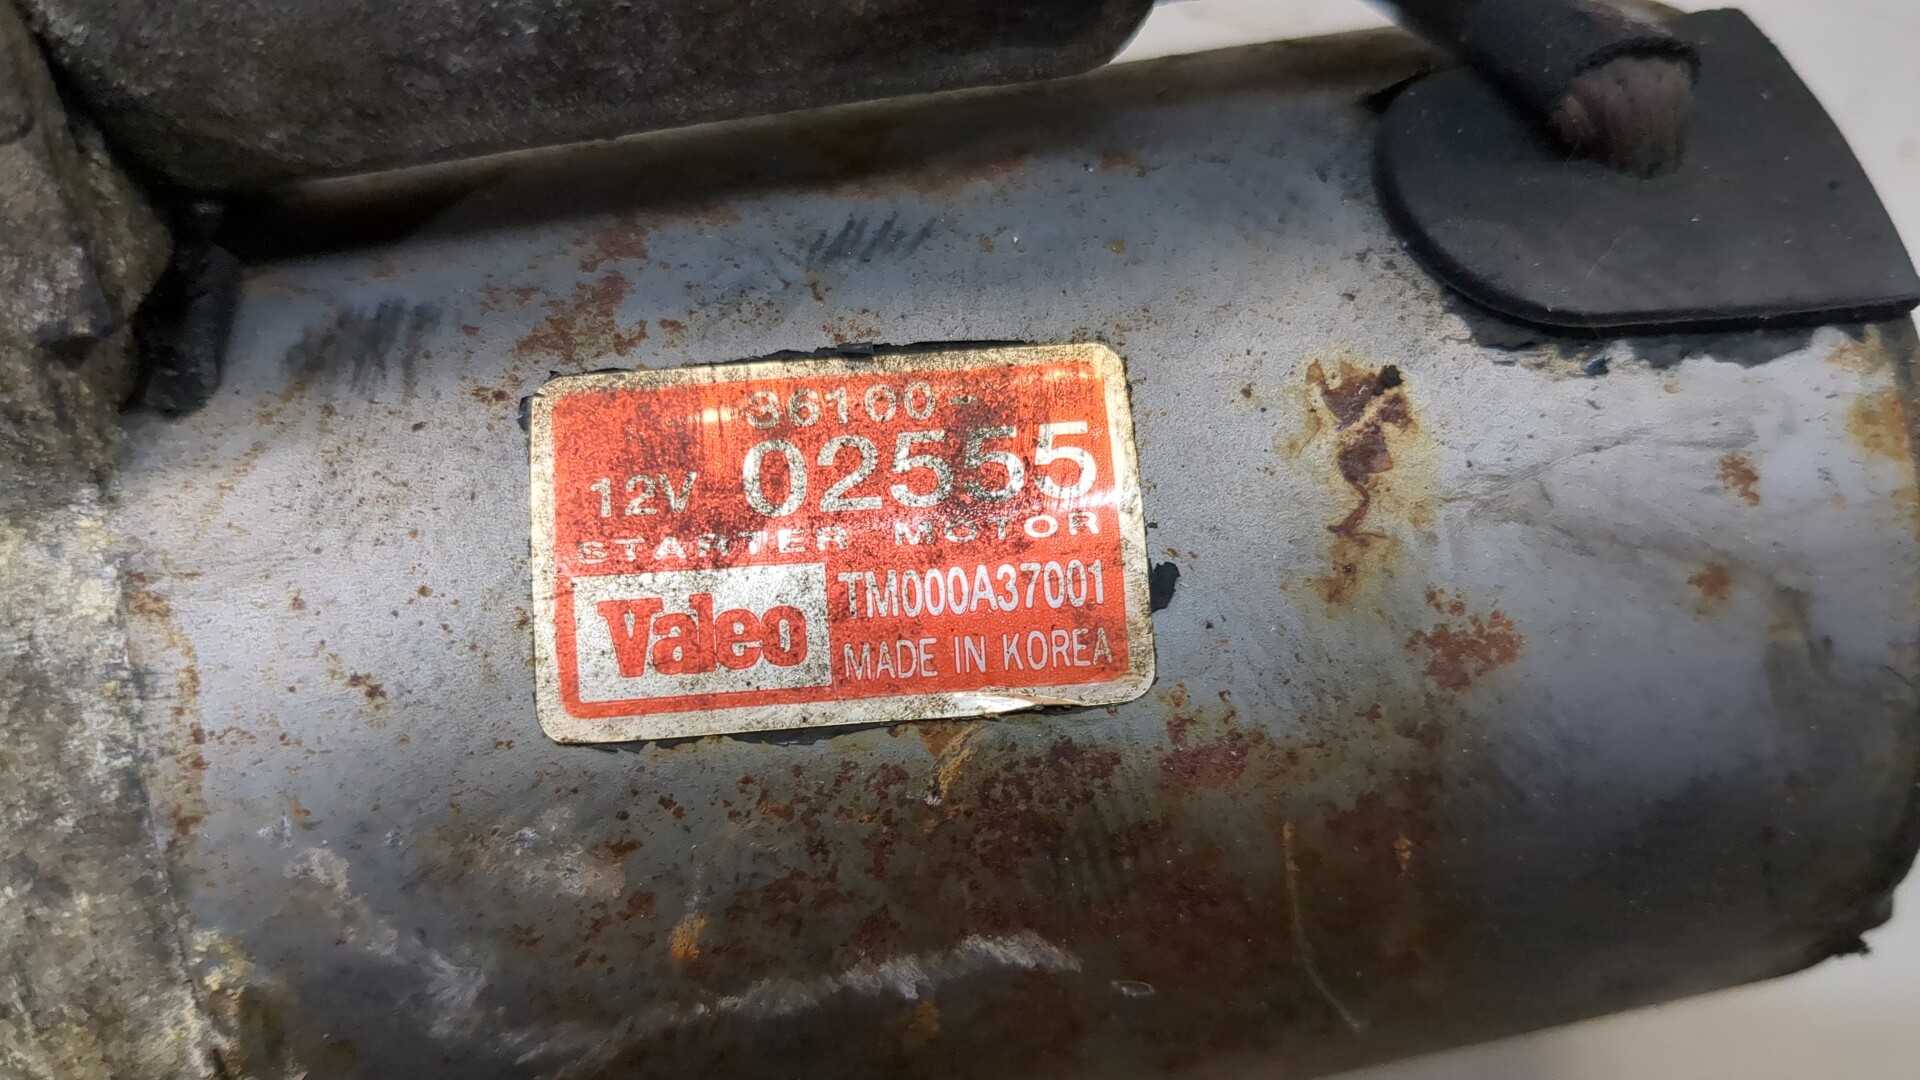 36100-
12V 02555
STARTER MOTOR
Valeo TM000A37001
MADE IN KOREA